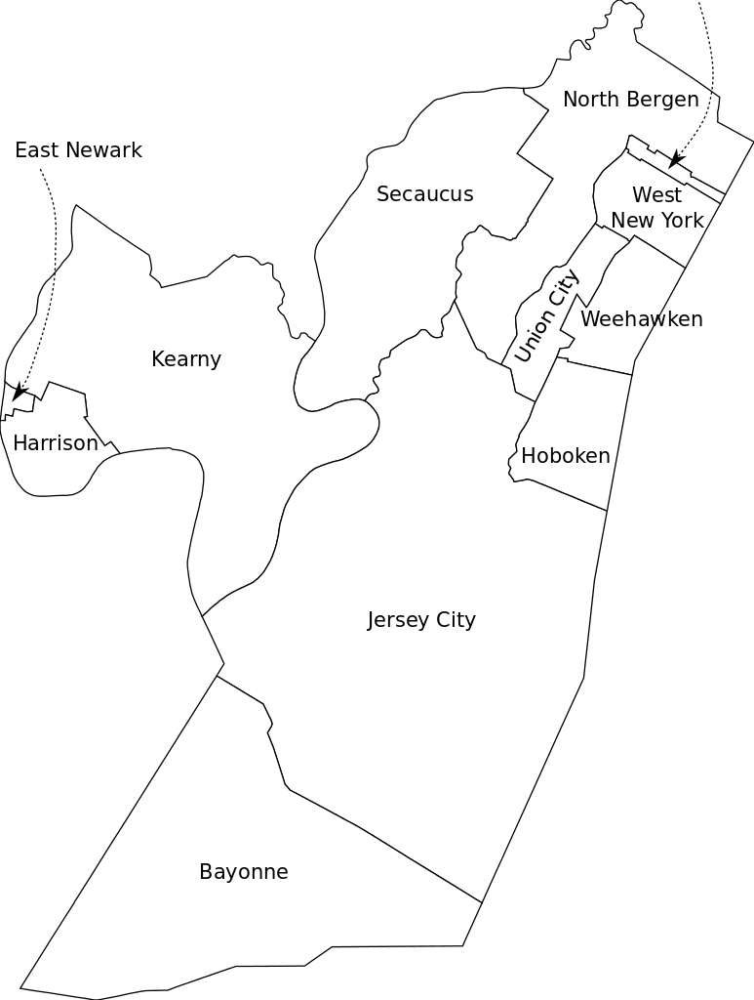 North Bergen
East Newark
Secaucus
West
New York
Union City
Weehawken
Kearny
Harrison
Hoboken
Jersey City
Bayonne